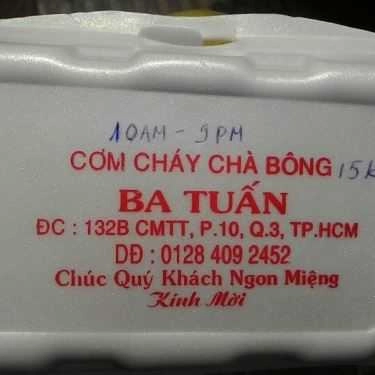 10AM - 9PM
CƠM CHÁY CHÀ BÔNG 15k
BA TUẤN
ĐC : 132B CMTT, P.10, Q.3, TP.HCM
DĐ : 0128 409 2452
Chúc Quý Khách Ngon Miệng
Kính Mời